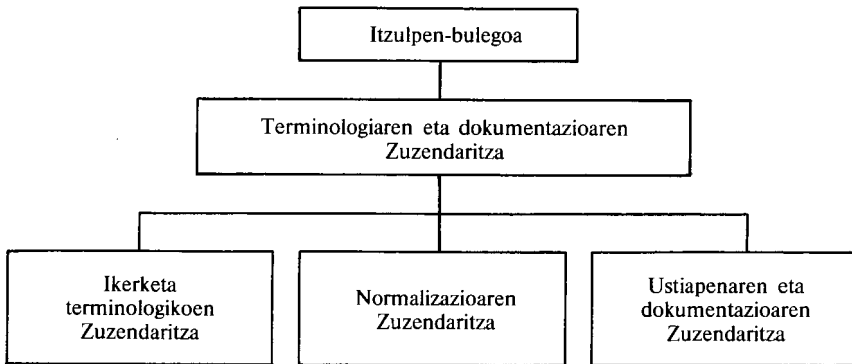 Itzulpen-bulegoa
Terminologiaren eta dokumentazioaren
Zuzendaritza
Ikerketa
terminologikoen
Zuzendaritza
Normalizazioaren
Zuzendaritza
Ustiapenaren eta
dokumentazioaren
Zuzendaritza